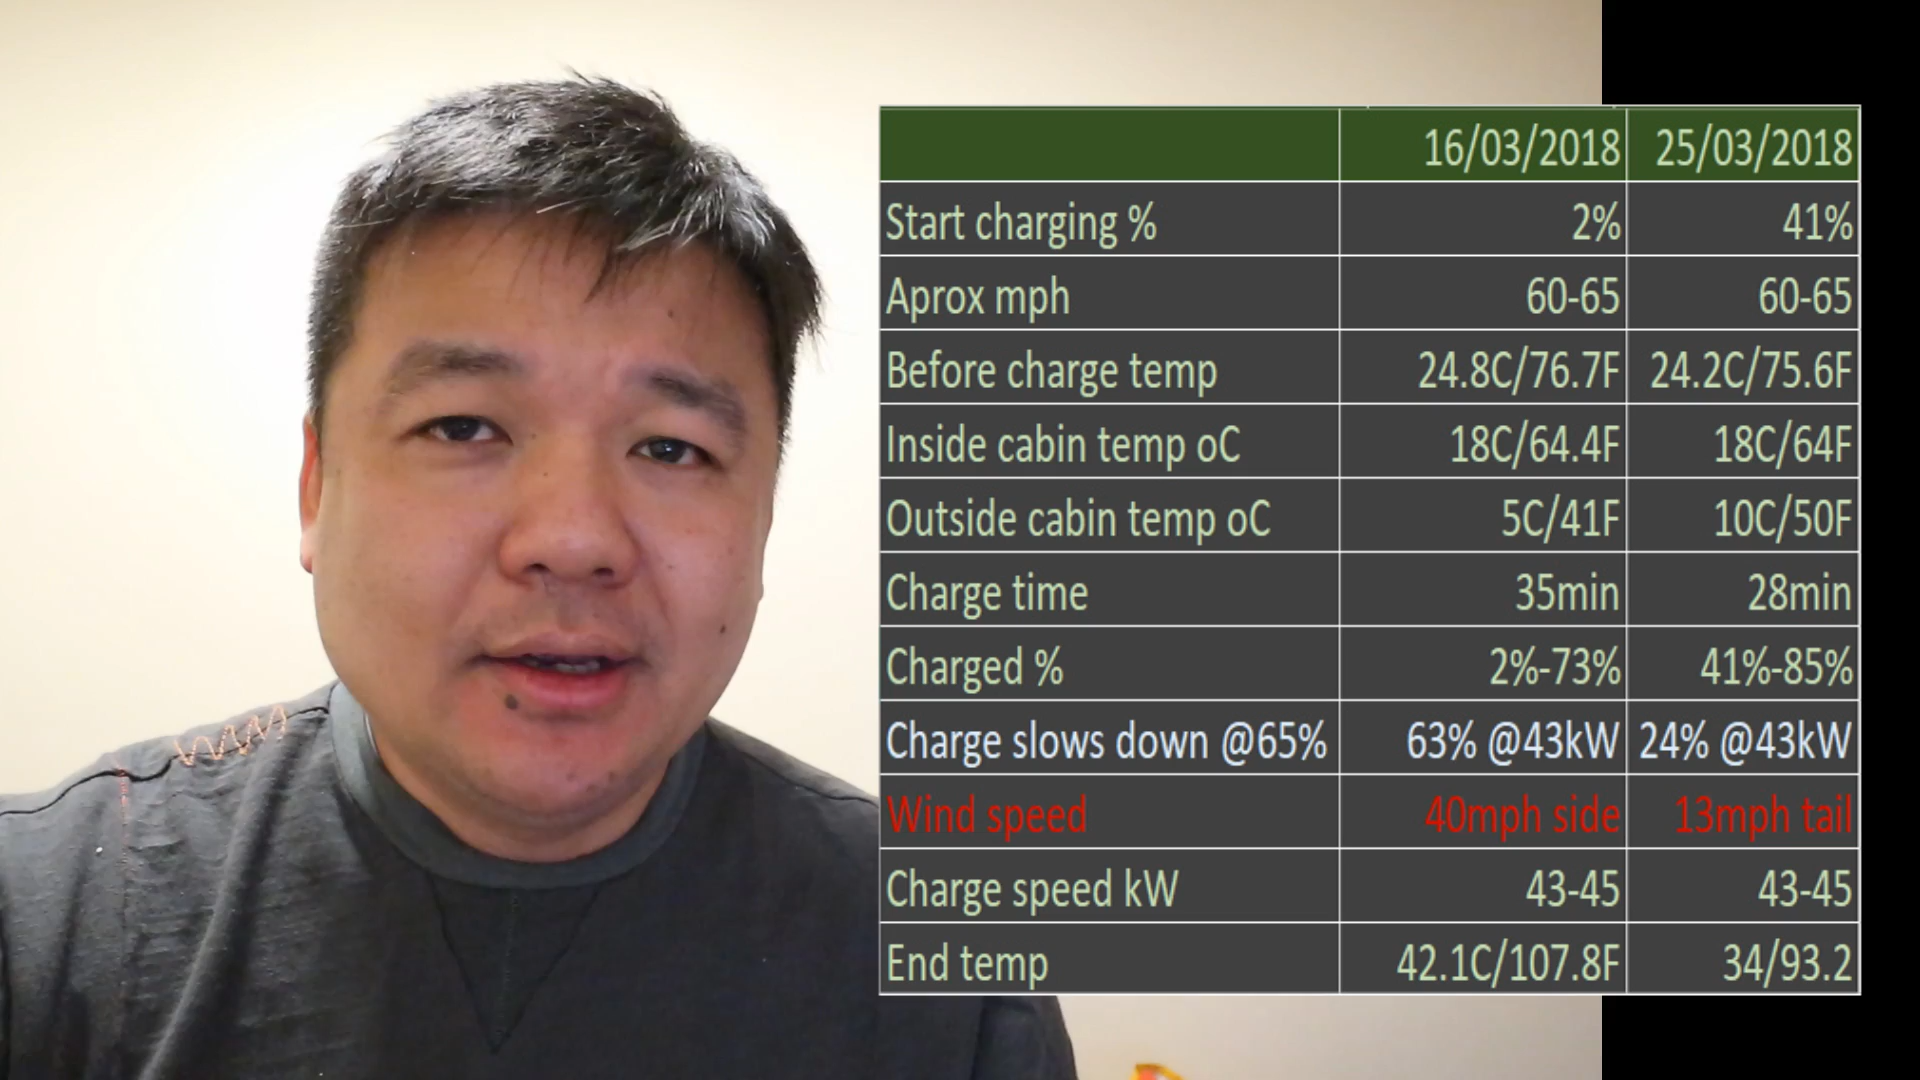 16/03/2018 25/03/2018
Start charging % 2% 41%
Aprox mph 60-65 60-65
Before charge temp 24.8C/76.7F 24.2C/75.6F
Inside cabin temp oC 18C/64.4F 18C/64F
Outside cabin temp oC 5C/41F 10C/50F
Charge time 35min 28min
Charged % 2%-73% 41%-85%
Charge slows down @65% 63% @43kW 24% @43kW
Wind speed 40mph side 13mph tail
Charge speed kW 43-45 43-45
End temp 42.1C/107.8F 34/93.2